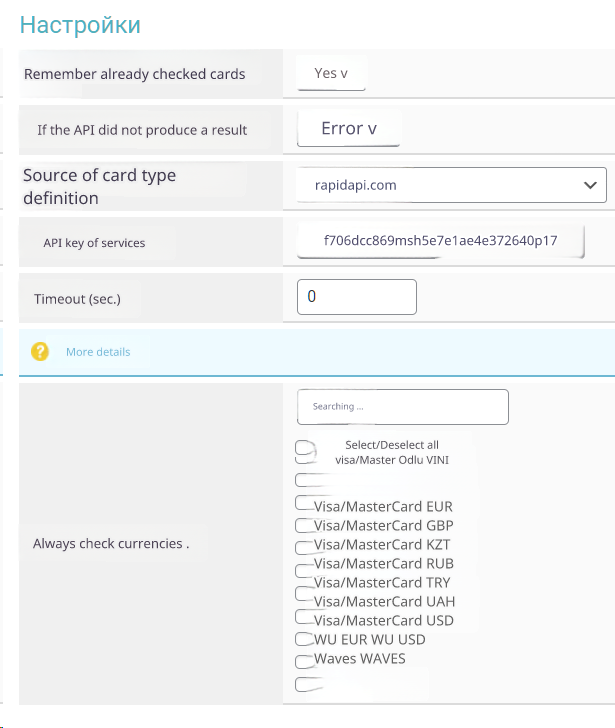 Настройки
Remember already checked cards
Yes v
If the API did not produce a result
Error v
Source of card type
definition
rapidapi.com
API key of services
f706dcc869msh5e7e1ae4e372640p17
Timeout (sec.)
0
? More details
Searching ...
Select/Deselect all
visa/Master Odlu VINI
Always check currencies .
Visa/MasterCard EUR
Visa/MasterCard GBP
Visa/MasterCard KZT
Visa/MasterCard RUB
Visa/MasterCard TRY
Visa/MasterCard UAH
Visa/MasterCard USD
WU EUR WU USD
Waves WAVES